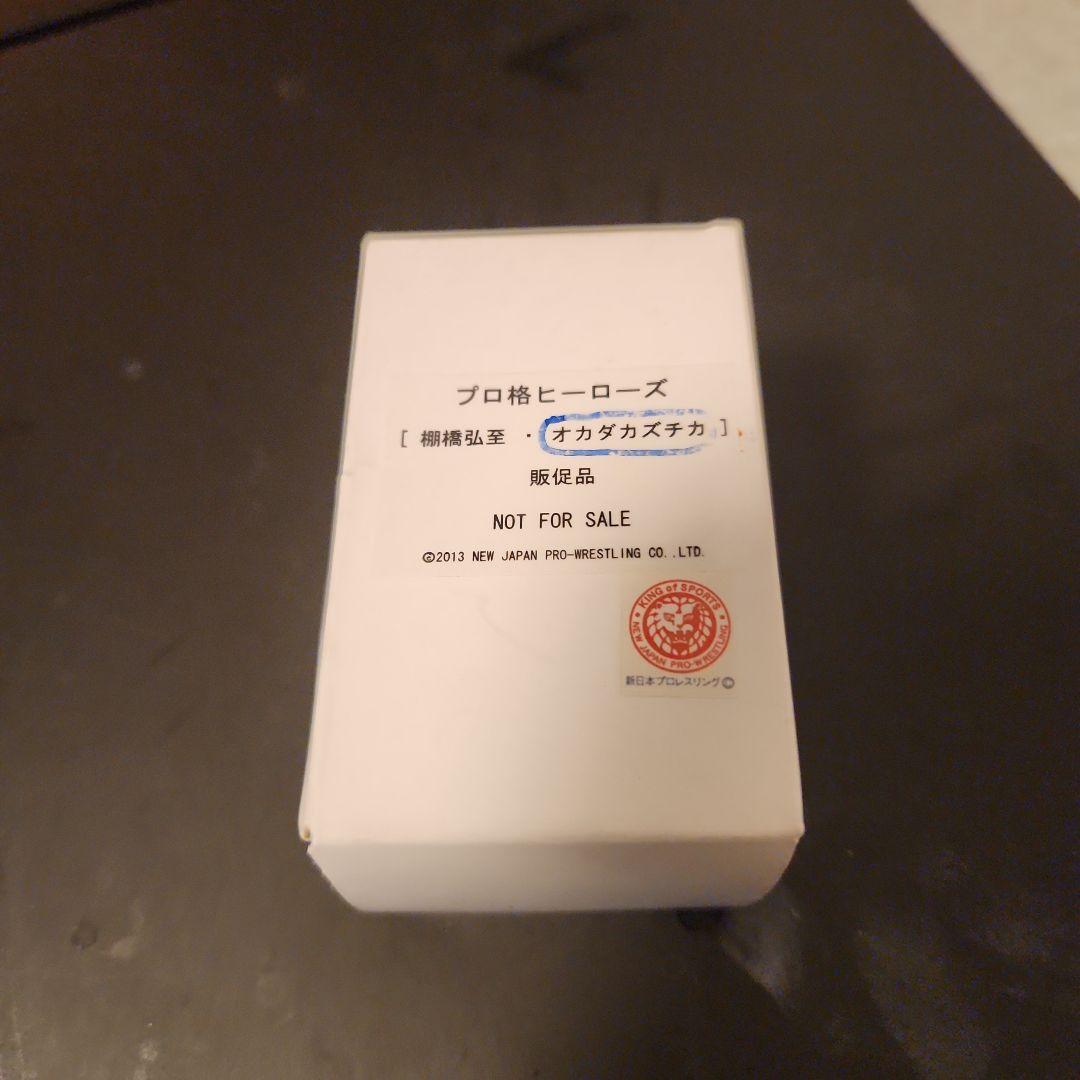 プロ格ヒーローズ
[ 棚橋弘至 ・ オカダカズチカ ]
販促品
NOT FOR SALE
©2013 NEW JAPAN PRO-WRESTLING CO.,LTD.
KING of SPORTS
NEW JAPAN PRO-WRESTLING
新日本プロレスリング©